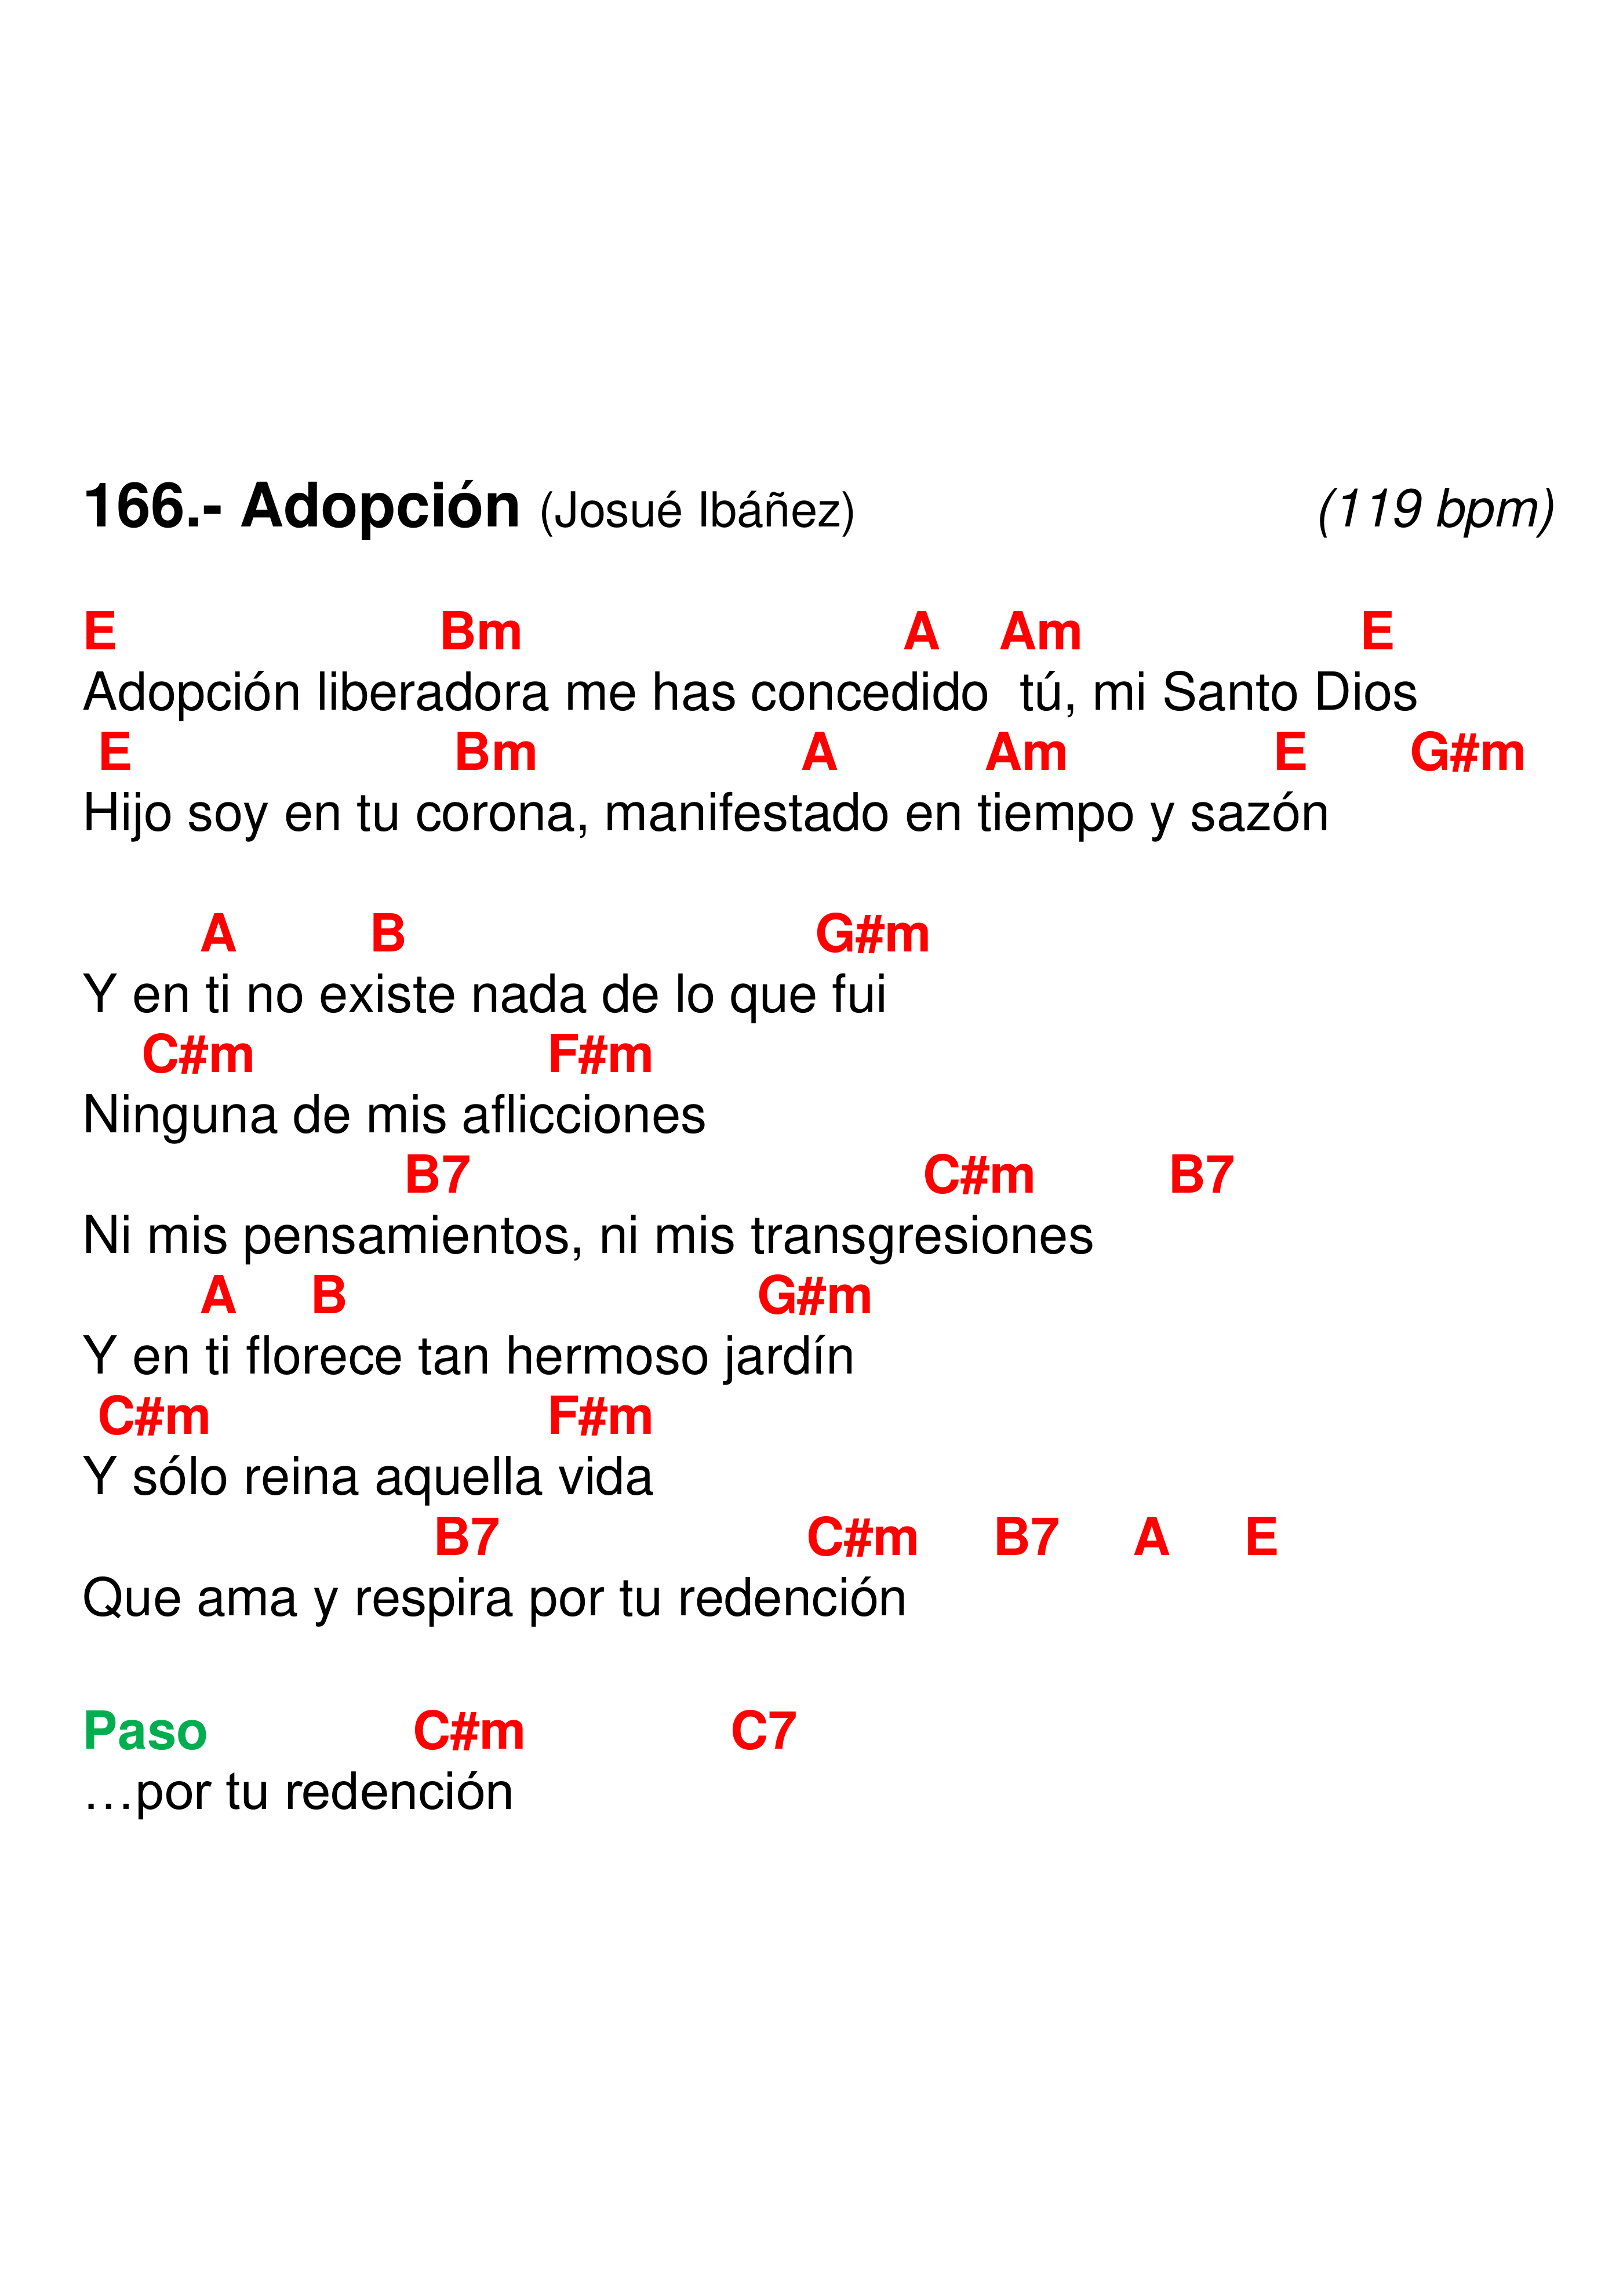 166.- Adopción (Josué Ibáñez) (119 bpm)
E Bm A Am E
Adopción liberadora me has concedido tú, mi Santo Dios
E Bm A Am E G#m
Hijo soy en tu corona, manifestado en tiempo y sazón
A B G#m
Y en ti no existe nada de lo que fui
C#m F#m
Ninguna de mis aflicciones
B7 C#m B7
Ni mis pensamientos, ni mis transgresiones
A B G#m
Y en ti florece tan hermoso jardín
C#m F#m
Y sólo reina aquella vida
B7 C#m B7 A E
Que ama y respira por tu redención
Paso C#m C7
…por tu redención